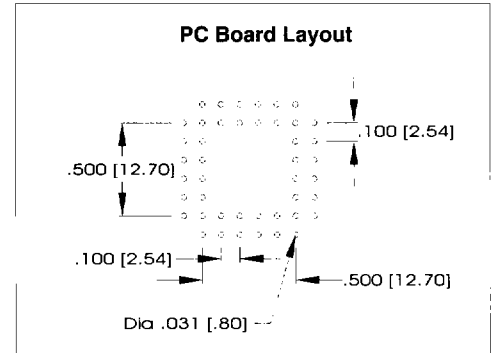 PC Board Layout
.100 [2.54]
.500 [12.70]
.100 [2.54]
.500 [12.70]
Dia .031 [.80]